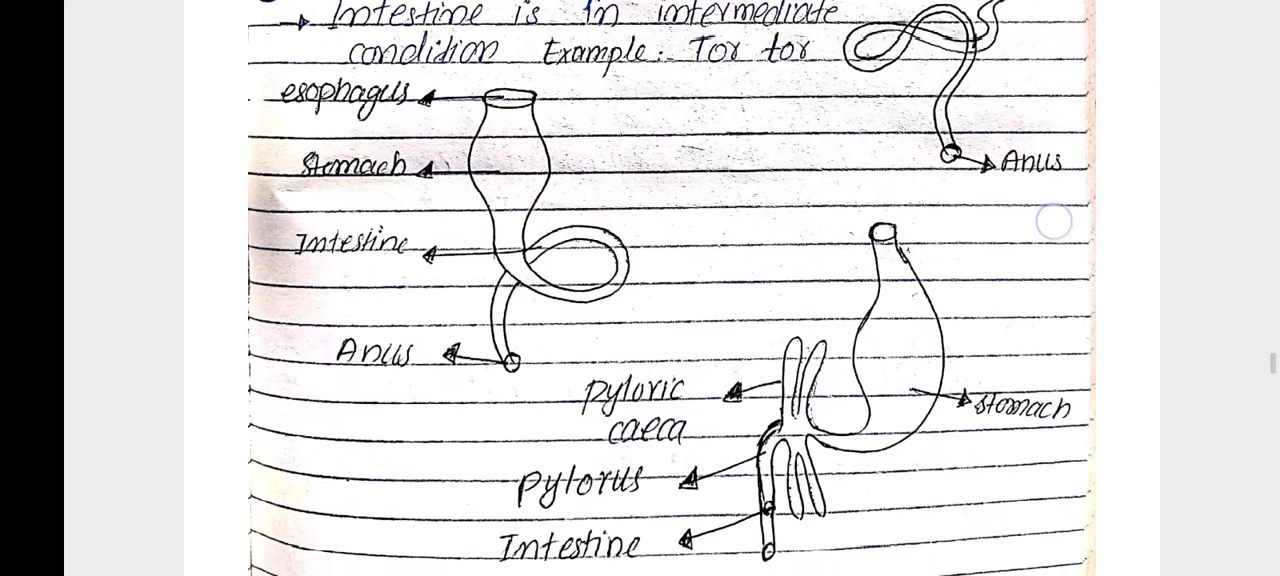 → Intestine is in intermediate
condition Example:- Tor tor
esophagus
Stomach
Intestine
Anus
Anus
Pyloric
caeca
Stomach
Pylorus
Intestine